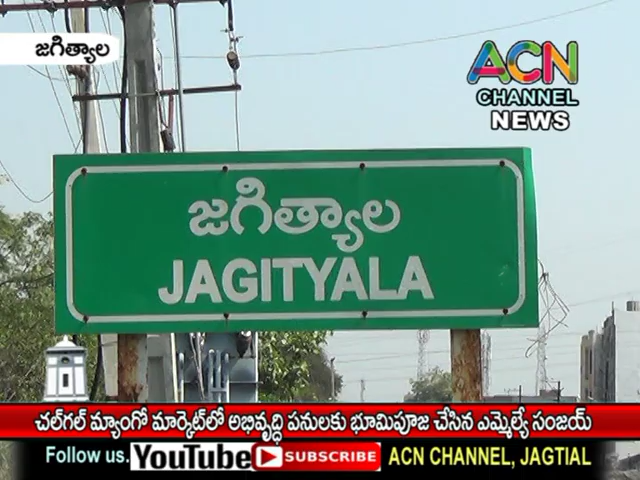 జగిత్యాల
ACN
CHANNEL
NEWS
జగిత్యాల
JAGITYALA
చల్‌గల్ మ్యాంగో మార్కెట్‌లో అభివృద్ధి పనులకు భూమిపూజ చేసిన ఎమ్మెల్యే సంజయ్
Follow us. YouTube SUBSCRIBE ACN CHANNEL, JAGTIAL